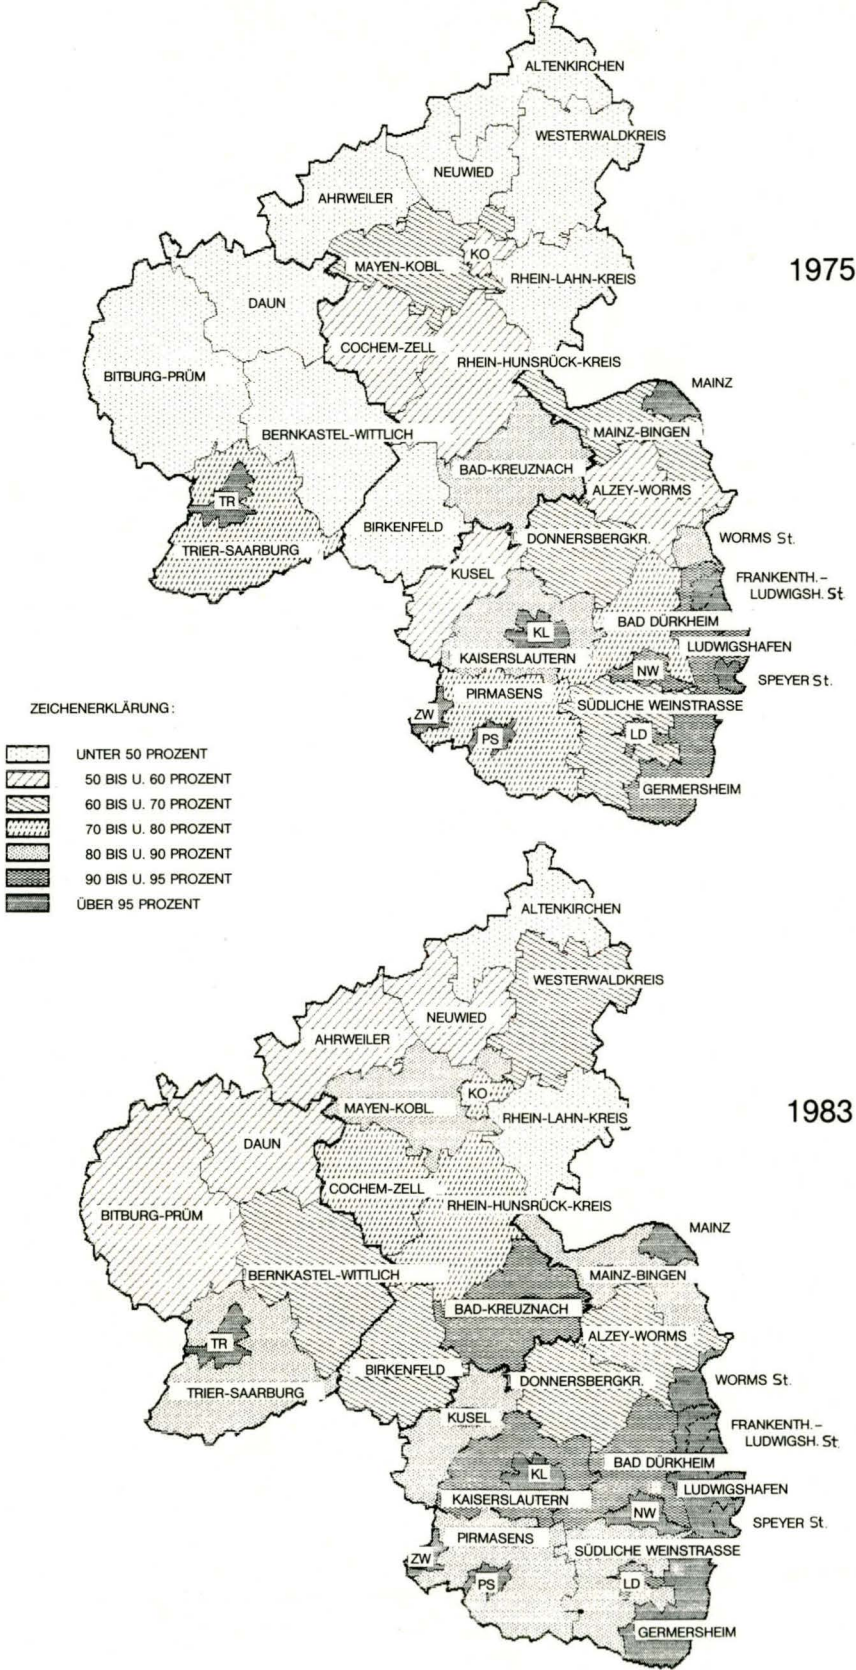 ALTENKIRCHEN
WESTERWALDKREIS
NEUWIED
AHRWEILER
KO
MAYEN-KOBL.
RHEIN-LAHN-KREIS
1975
DAUN
COCHEM-ZELL
RHEIN-HUNSRÜCK-KREIS
BITBURG-PRÜM
MAINZ
BERNKASTEL-WITTLICH
MAINZ-BINGEN
BAD-KREUZNACH
ALZEY-WORMS
TR
BIRKENFELD
DONNERSBERGKR.
WORMS St.
TRIER-SAARBURG
KUSEL
FRANKENTH.-
LUDWIGSH. St.
BAD DÜRKHEIM
KL
LUDWIGSHAFEN
KAISERSLAUTERN
NW
SPEYER St.
PIRMASENS
SÜDLICHE WEINSTRASSE
ZW
PS
LD
GERMERSHEIM
ZEICHENERKLÄRUNG:
UNTER 50 PROZENT
50 BIS U. 60 PROZENT
60 BIS U. 70 PROZENT
70 BIS U. 80 PROZENT
80 BIS U. 90 PROZENT
90 BIS U. 95 PROZENT
ÜBER 95 PROZENT
ALTENKIRCHEN
WESTERWALDKREIS
NEUWIED
AHRWEILER
KO
MAYEN-KOBL.
RHEIN-LAHN-KREIS
1983
DAUN
COCHEM-ZELL
RHEIN-HUNSRÜCK-KREIS
BITBURG-PRÜM
MAINZ
BERNKASTEL-WITTLICH
MAINZ-BINGEN
BAD-KREUZNACH
ALZEY-WORMS
TR
BIRKENFELD
DONNERSBERGKR.
WORMS St.
TRIER-SAARBURG
KUSEL
FRANKENTH.-
LUDWIGSH. St.
BAD DÜRKHEIM
KL
LUDWIGSHAFEN
KAISERSLAUTERN
NW
SPEYER St.
PIRMASENS
SÜDLICHE WEINSTRASSE
ZW
PS
LD
GERMERSHEIM